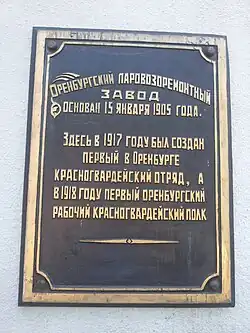 Оренбургский паровозоремонтный
завод
основан 15 января 1905 года.
Здесь в 1917 году был создан
первый в Оренбурге
красногвардейский отряд, а
в 1918 году первый оренбургский
рабочий красногвардейский полк